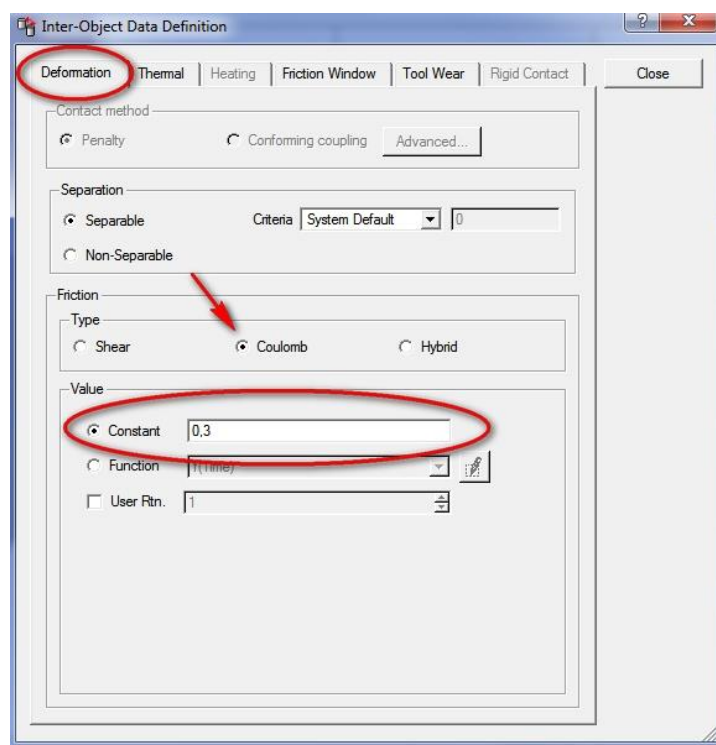 Inter-Object Data Definition
Deformation Thermal Heating Friction Window Tool Wear Rigid Contact Close
Contact method
Penalty Conforming coupling Advanced...
Separation
Separable Criteria System Default 0
Non-Separable
Friction
Type
Shear Coulomb Hybrid
Value
Constant 0,3
Function f(Time)
User Rtn. 1